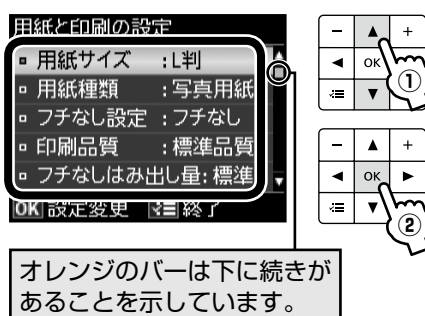 用紙と印刷の設定
用紙サイズ :L判
用紙種類 :写真用紙
フチなし設定 :フチなし
印刷品質 :標準品質
フチなしはみ出し量:標準
OK 設定変更 終了
オレンジのバーは下に続きが
あることを示しています。
− ▲ +
◄ OK
①
▼
− ▲ +
◄ OK ►
▼
②